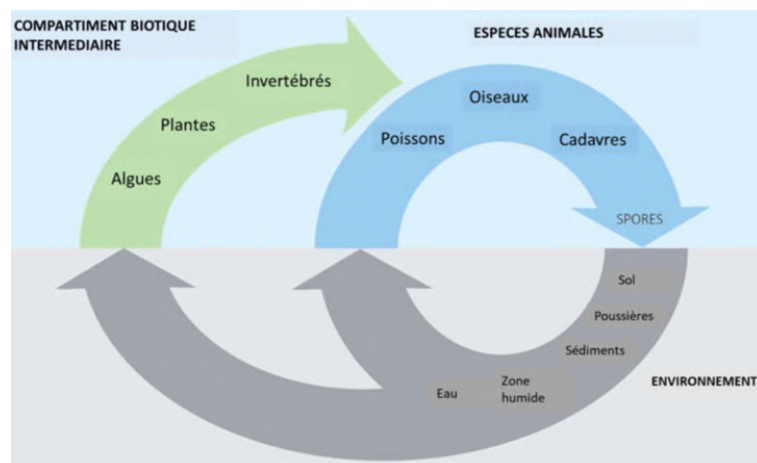 COMPARTIMENT BIOTIQUE
INTERMEDIAIRE
ESPECES ANIMALES
Invertébrés
Plantes
Algues
Oiseaux
Poissons
Cadavres
SPORES
Sol
Poussières
Sédiments
Zone
humide
Eau
ENVIRONNEMENT